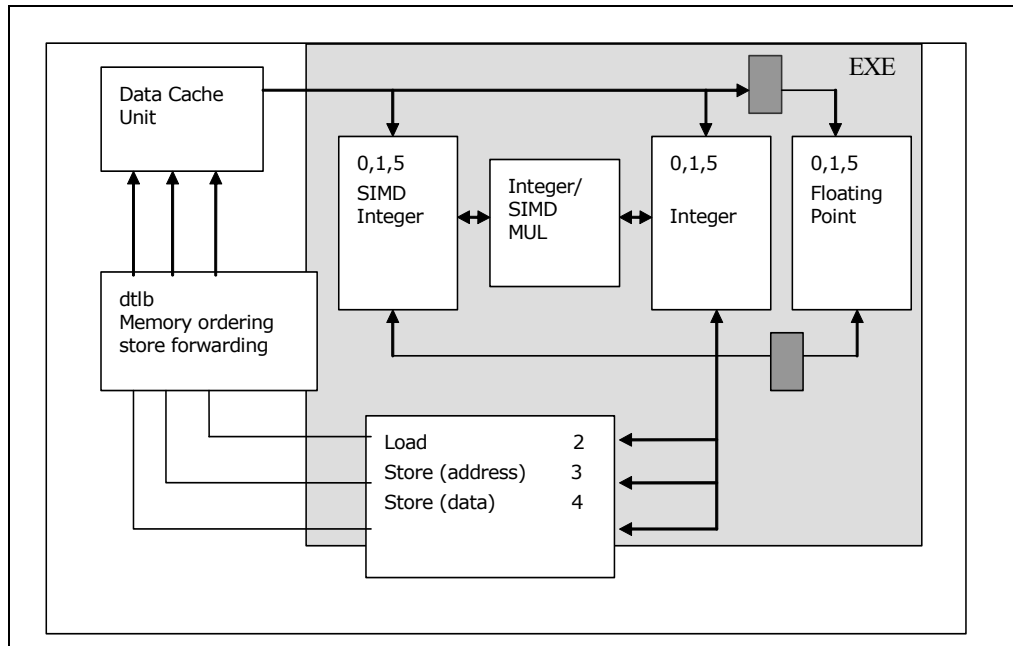 EXE
Data Cache
Unit
0,1,5
SIMD
Integer
Integer/
SIMD
MUL
0,1,5
Integer
0,1,5
Floating
Point
dtlb
Memory ordering
store forwarding
Load 2
Store (address) 3
Store (data) 4